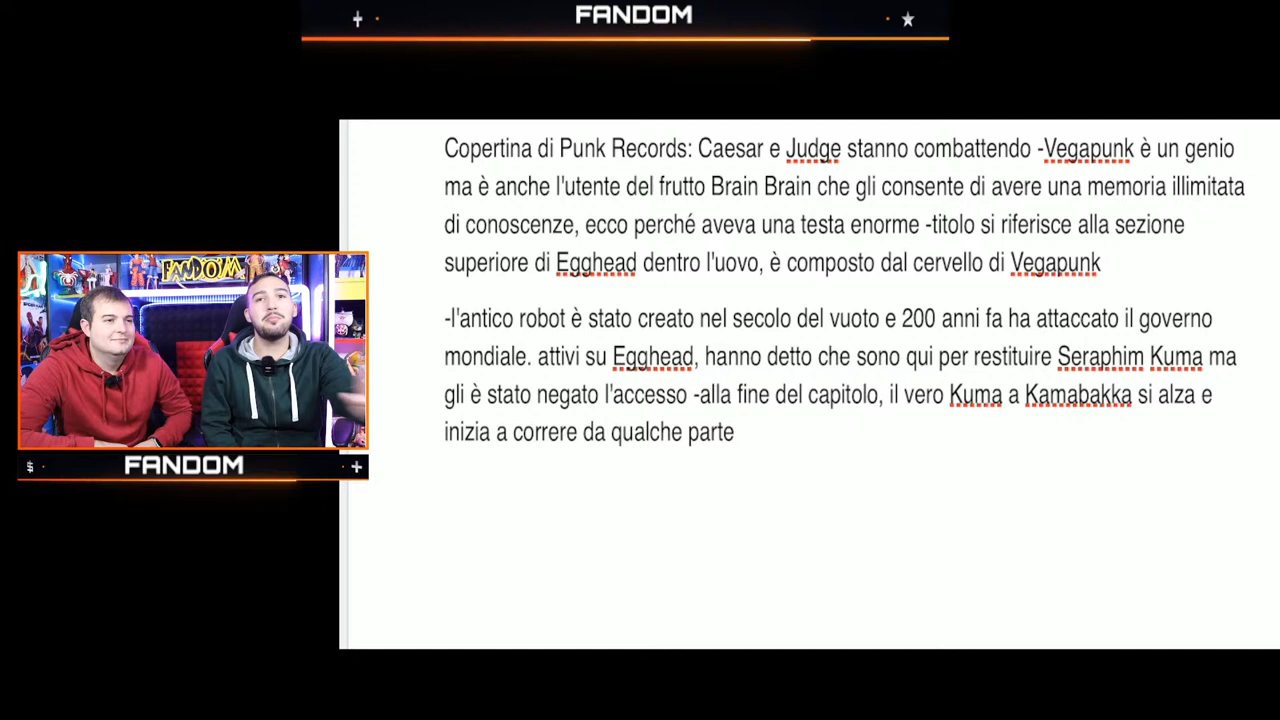 FANDOM
Copertina di Punk Records: Caesar e Judge stanno combattendo -Vegapunk è un genio
ma è anche l'utente del frutto Brain Brain che gli consente di avere una memoria illimitata
di conoscenze, ecco perché aveva una testa enorme -titolo si riferisce alla sezione
superiore di Egghead dentro l'uovo, è composto dal cervello di Vegapunk
-l'antico robot è stato creato nel secolo del vuoto e 200 anni fa ha attaccato il governo
mondiale. attivi su Egghead, hanno detto che sono qui per restituire Seraphim Kuma ma
gli è stato negato l'accesso -alla fine del capitolo, il vero Kuma a Kamabakka si alza e
inizia a correre da qualche parte
FANDOM
$ FANDOM